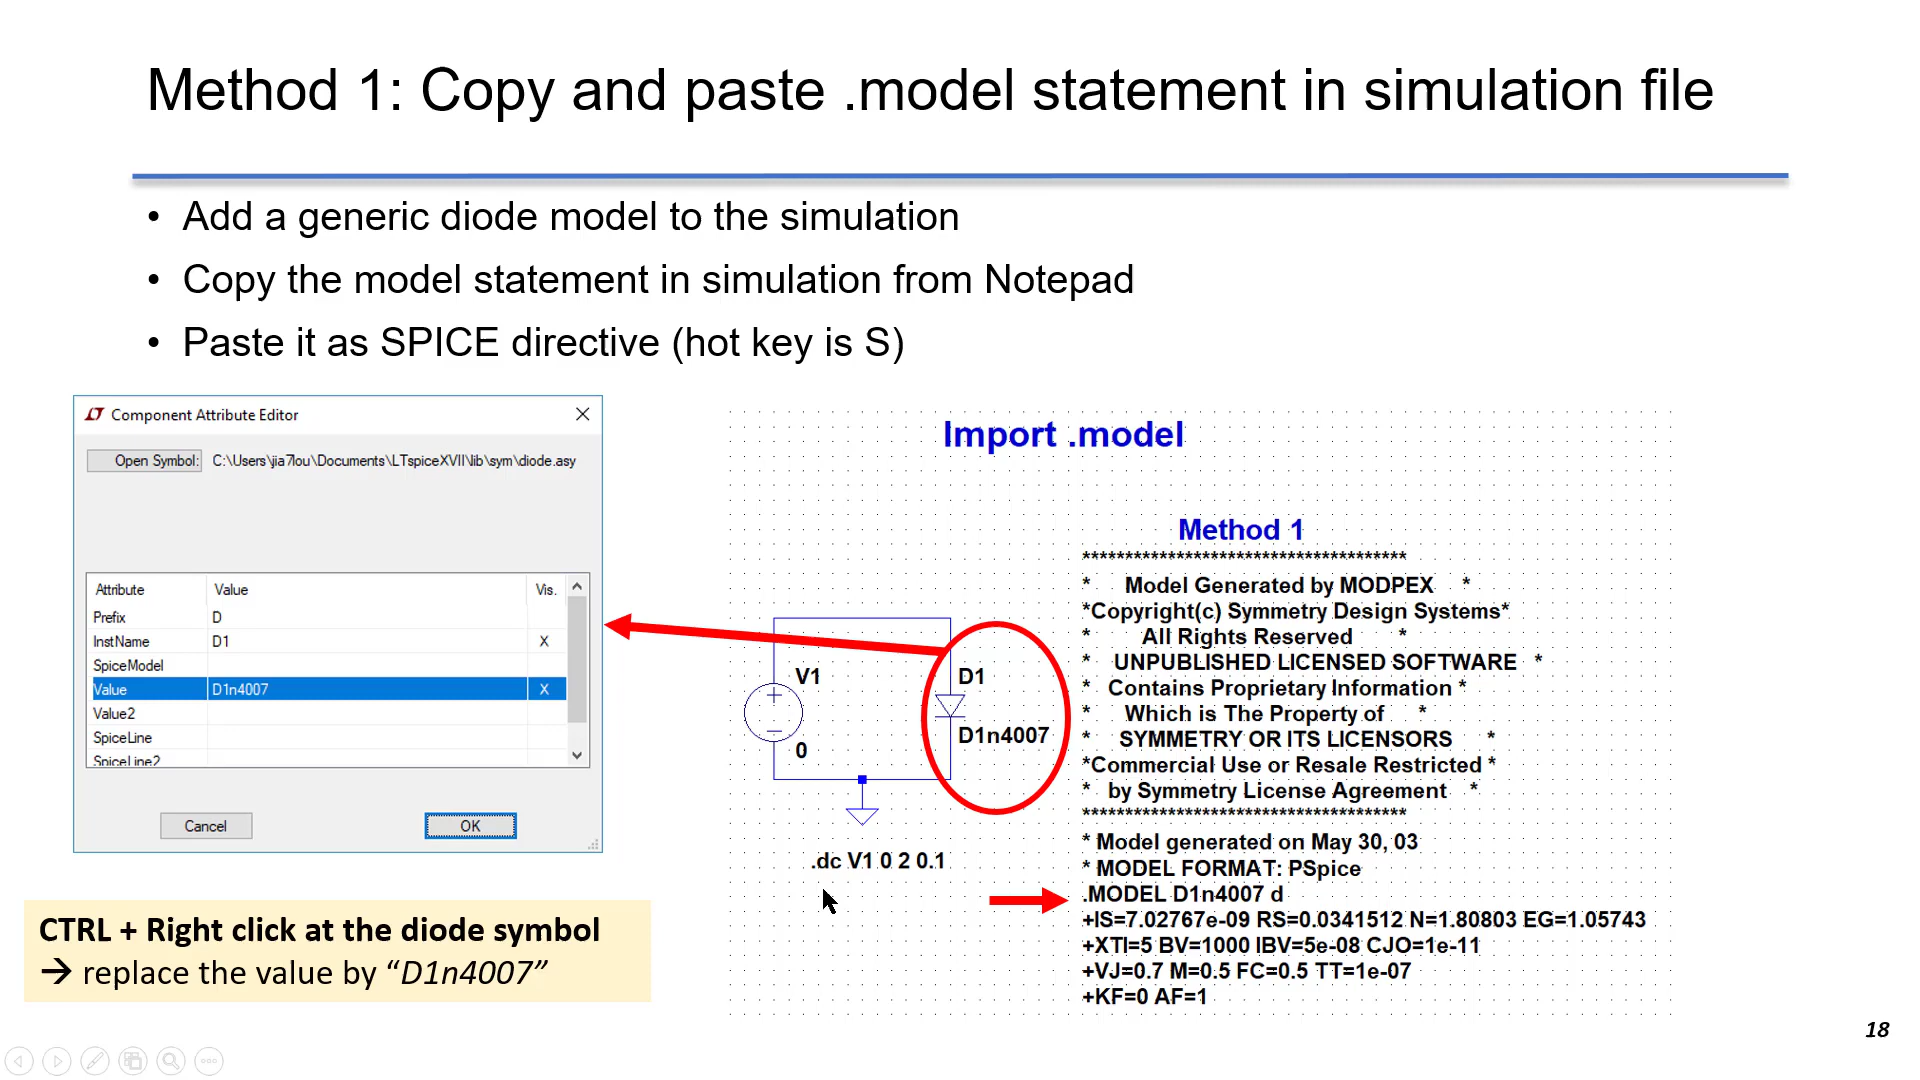 Method 1: Copy and paste .model statement in simulation file
• Add a generic diode model to the simulation
• Copy the model statement in simulation from Notepad
• Paste it as SPICE directive (hot key is S)
Component Attribute Editor
Open Symbol: C:\Users\jia7lou\Documents\LTspiceXVII\lib\sym\diode.asy
Attribute Value Vis.
Prefix D
InstName D1 X
SpiceModel
Value D1n4007 X
Value2
SpiceLine
SpiceLine2
Cancel OK
CTRL + Right click at the diode symbol
→ replace the value by “D1n4007”
Import .model
V1
0
D1
D1n4007
.dc V1 0 2 0.1
Method 1
**************************************
* Model Generated by MODPEX *
*Copyright(c) Symmetry Design Systems*
* All Rights Reserved *
* UNPUBLISHED LICENSED SOFTWARE *
* Contains Proprietary Information *
* Which is The Property of *
* SYMMETRY OR ITS LICENSORS *
*Commercial Use or Resale Restricted *
* by Symmetry License Agreement *
**************************************
* Model generated on May 30, 03
* MODEL FORMAT: PSpice
.MODEL D1n4007 d
+IS=7.02767e-09 RS=0.0341512 N=1.80803 EG=1.05743
+XTI=5 BV=1000 IBV=5e-08 CJO=1e-11
+VJ=0.7 M=0.5 FC=0.5 TT=1e-07
+KF=0 AF=1
18